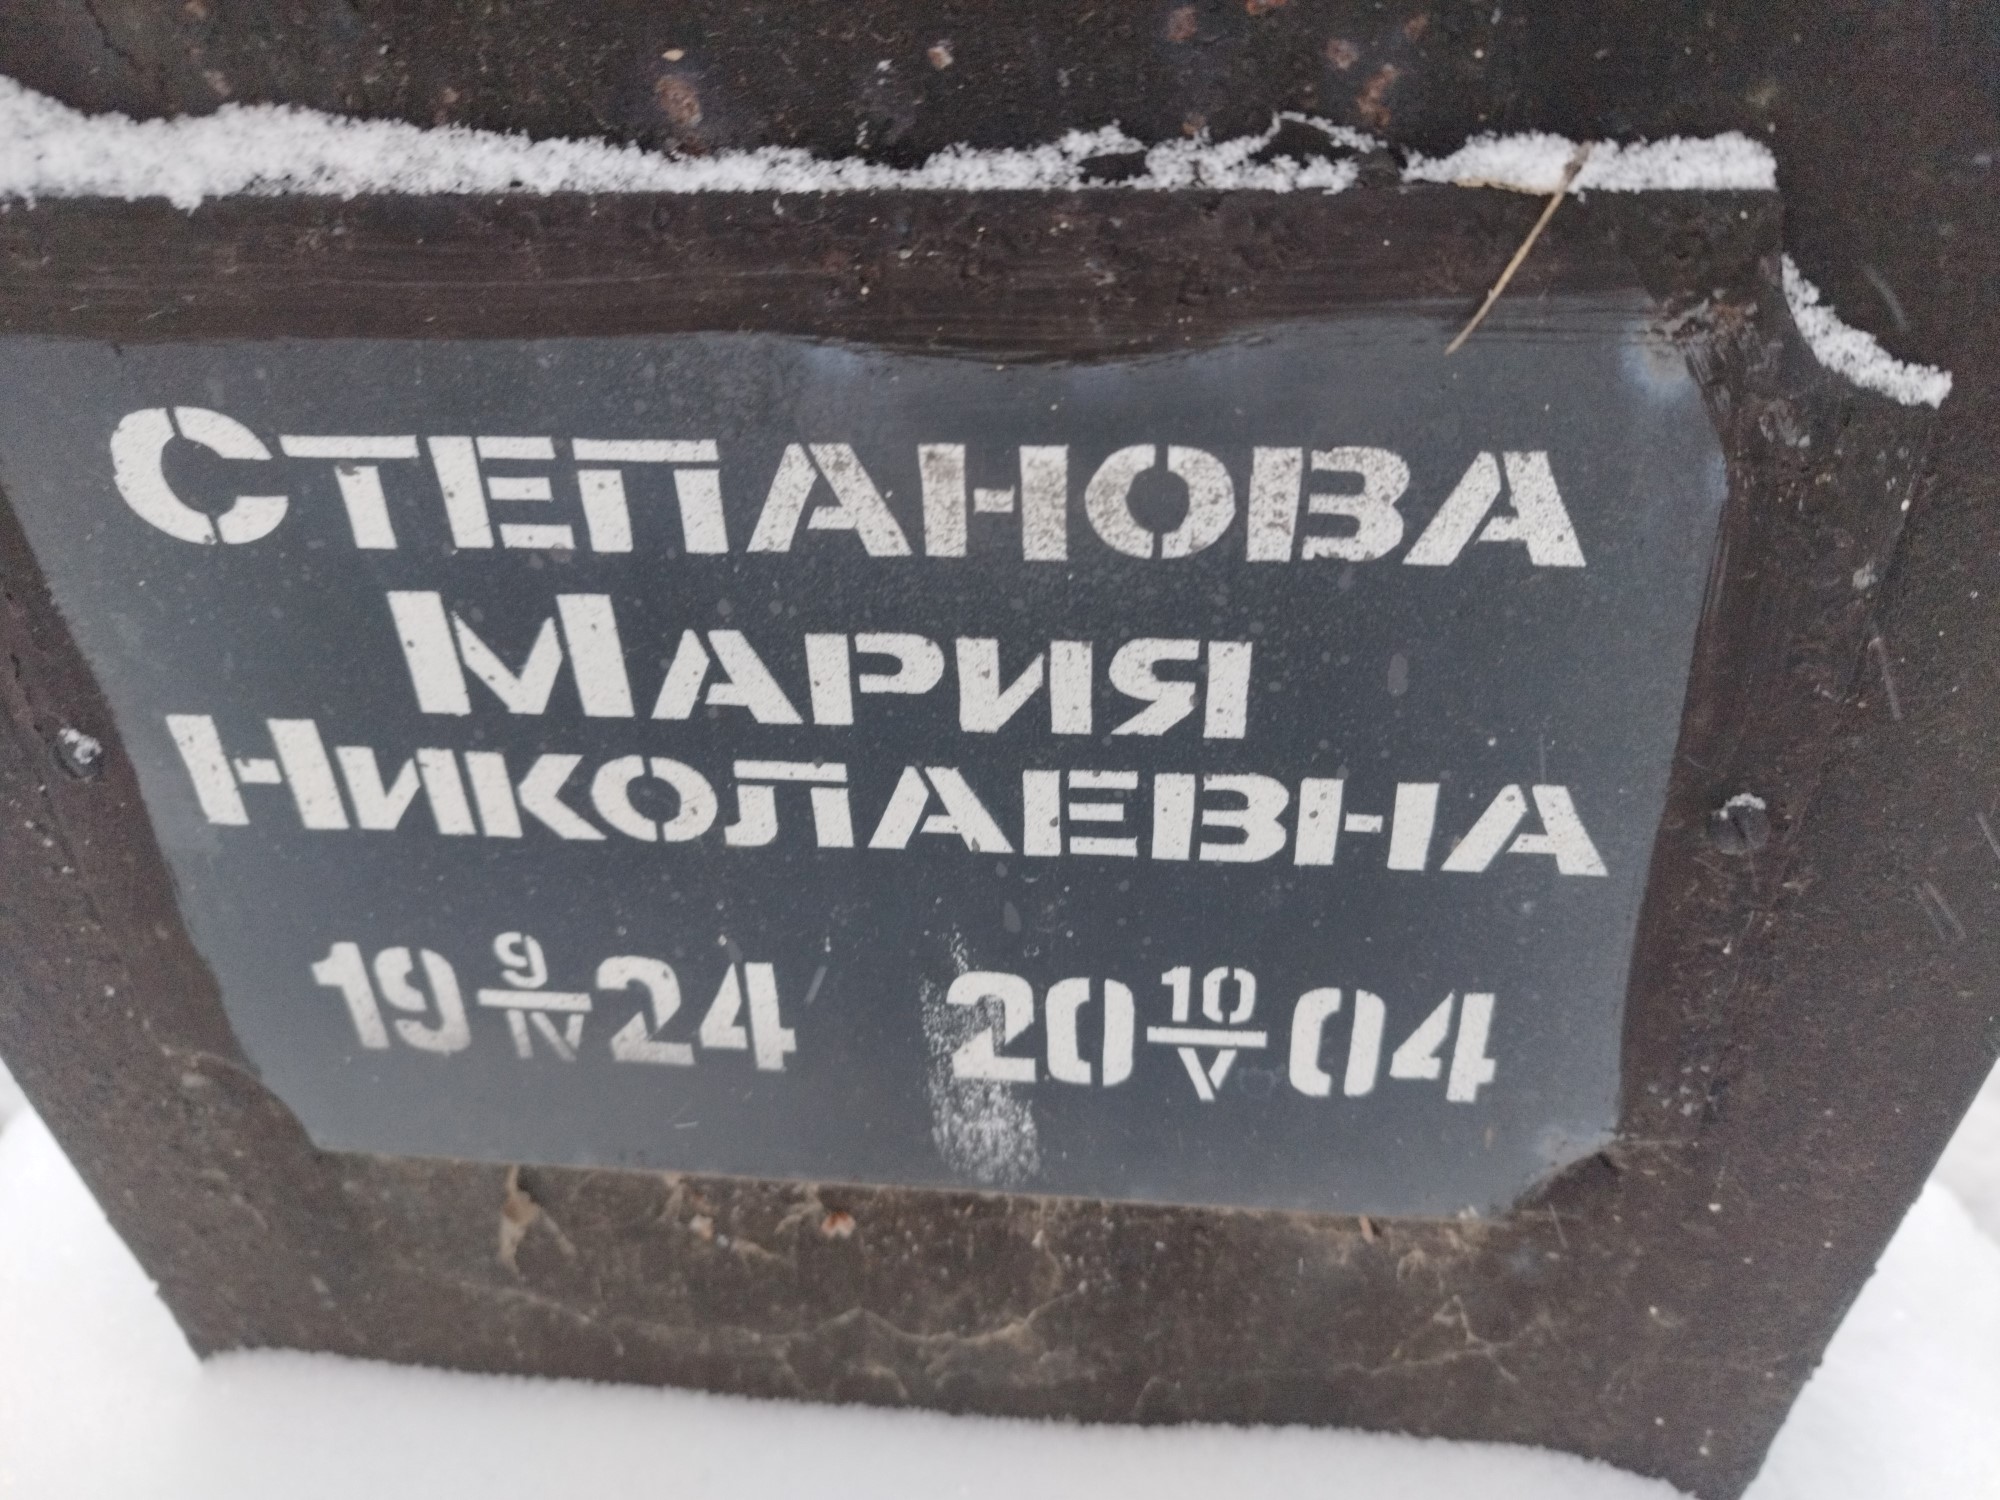 Степанова
Мария
Николаевна
19 9/IV 24 20 10/V 04